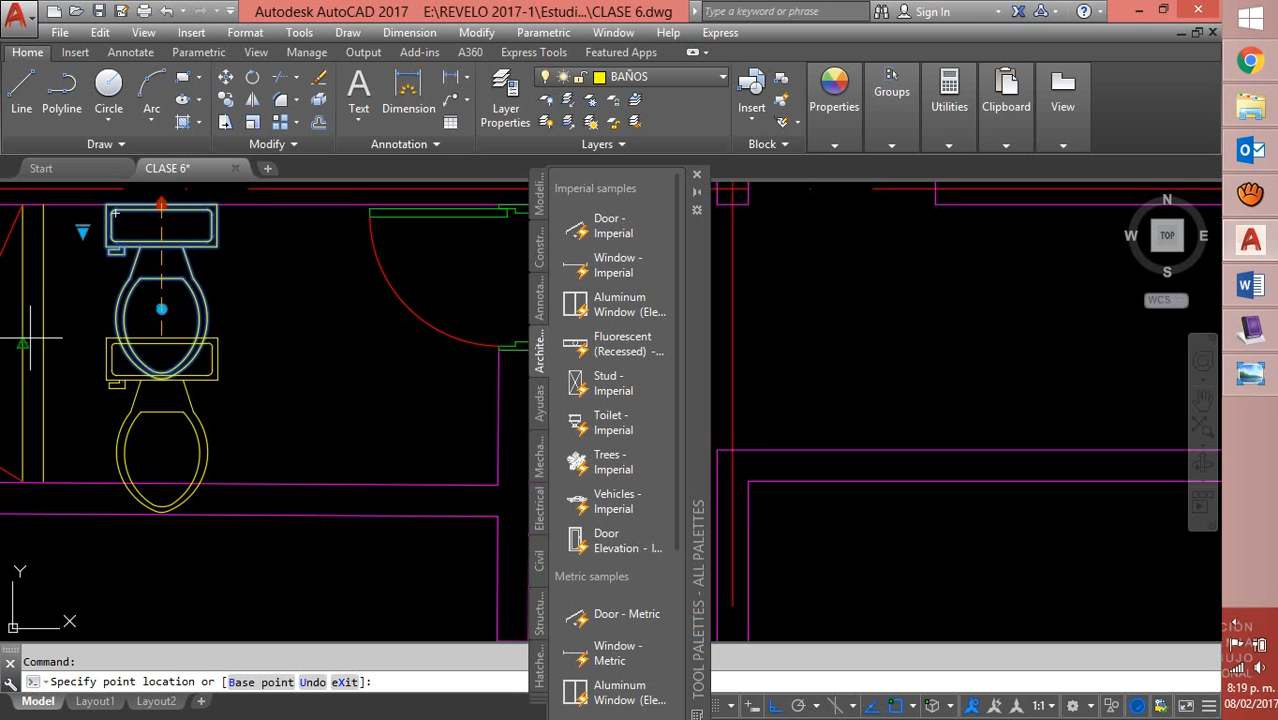 Autodesk AutoCAD 2017 E:\REVELO 2017-1\Estudi...\CLASE 6.dwg
Type a keyword or phrase
Sign In
File Edit View Insert Format Tools Draw Dimension Modify Parametric Window Help Express
Home Insert Annotate Parametric View Manage Output Add-ins A360 Express Tools Featured Apps
BAÑOS
Line Polyline Circle Arc
Text Dimension
Layer Properties
Insert
Properties Groups Utilities Clipboard View
Draw Modify Annotation Layers Block
Start CLASE 6*
Imperial samples
Door - Imperial
Window - Imperial
Aluminum Window (Ele...
Fluorescent (Recessed) -...
Stud - Imperial
Toilet - Imperial
Trees - Imperial
Vehicles - Imperial
Door Elevation - I...
Metric samples
Door - Metric
Window - Metric
Aluminum Window (Ele...
Modeli...
Constr...
Annota...
Archite...
Ayudas
Mecha...
Electrical
Civil
Structu...
Hatche...
TOOL PALETTES - ALL PALETTES
N
W TOP E
S
WCS
Y
X
Command:
Specify point location or [Base point Undo eXit]:
Model Layout1 Layout2 +
1:1
8:19 p. m.
08/02/2017